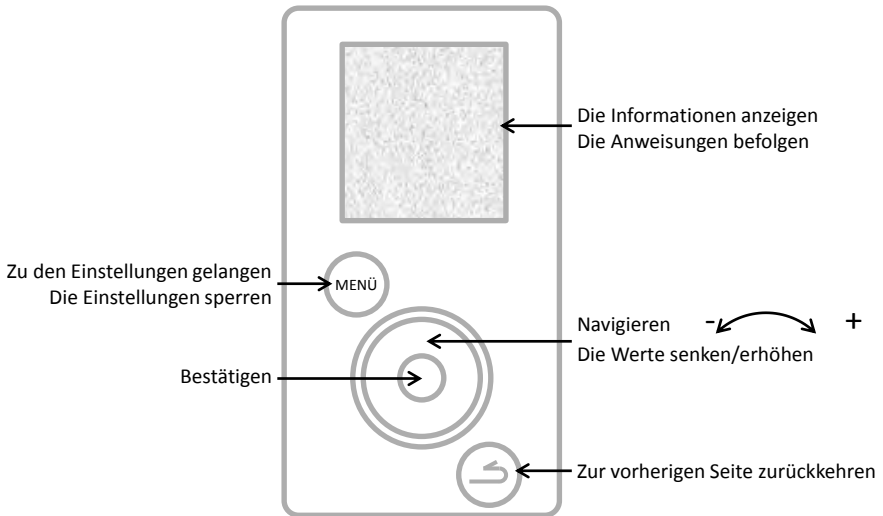 Die Informationen anzeigen
Die Anweisungen befolgen
Zu den Einstellungen gelangen
Die Einstellungen sperren
MENÜ
Navigieren - +
Die Werte senken/erhöhen
Bestätigen
Zur vorherigen Seite zurückkehren